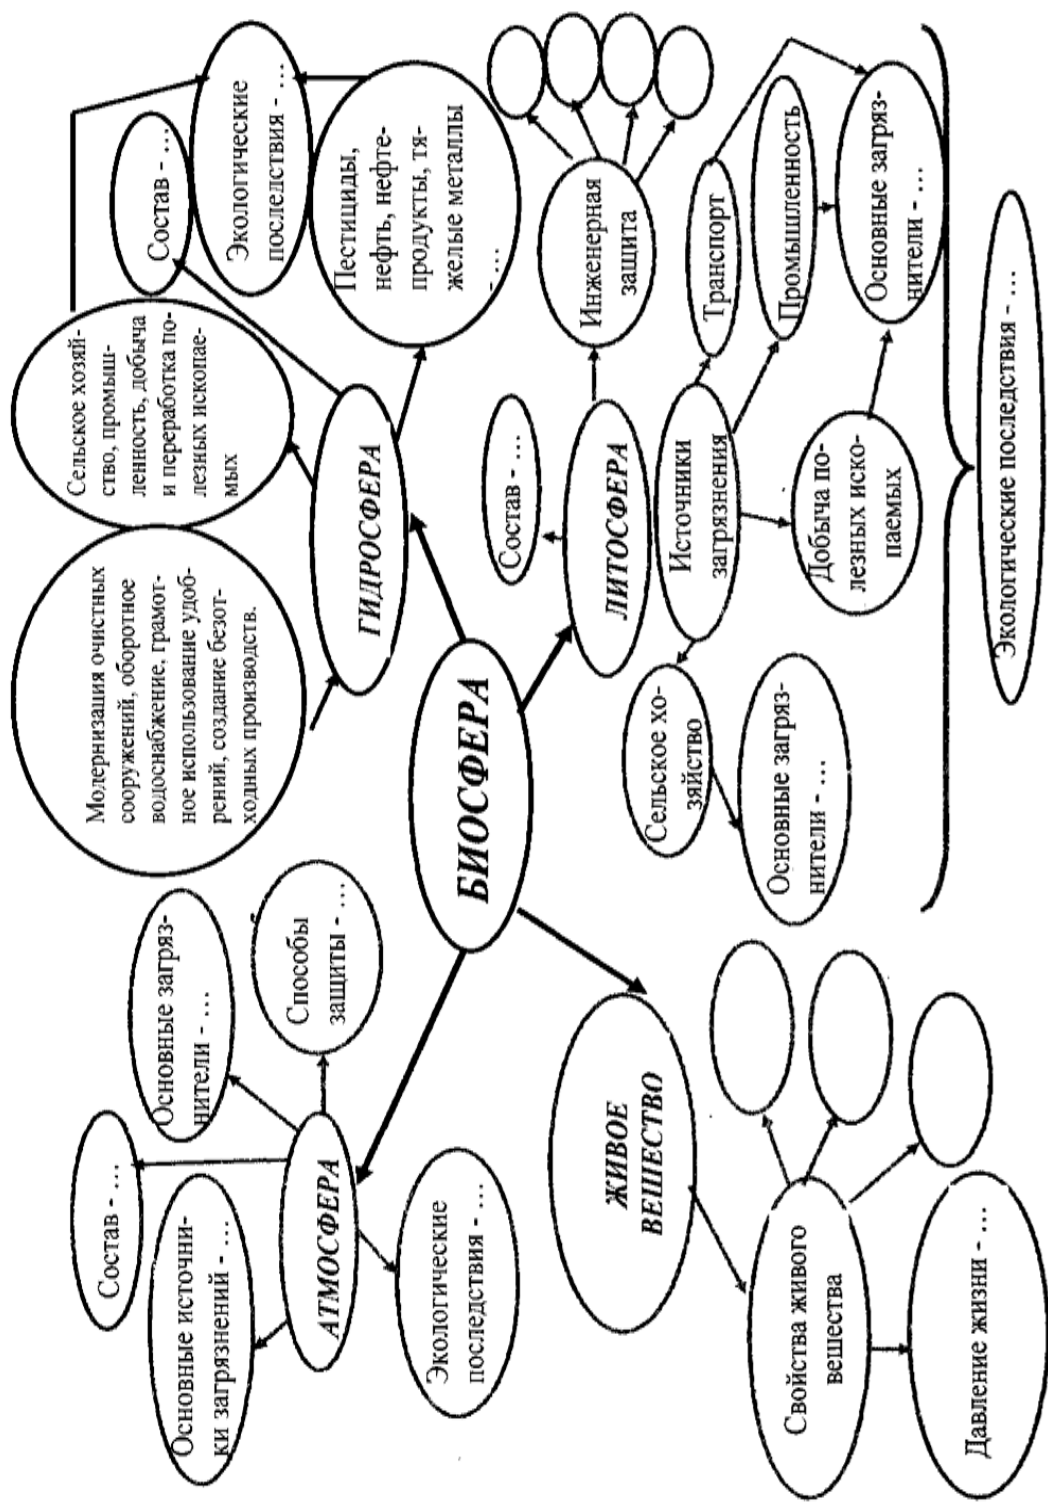 Состав - …
Основные источни-
ки загрязнений - …
Основные загряз-
нители - …
Способы
защиты - …
АТМОСФЕРА
Экологические
последствия - …
Модернизация очистных
сооружений, оборотное
водоснабжение, грамот-
ное использование удоб-
рений, создание безот-
ходных производств.
Сельское хозяй-
ство, промыш-
ленность, добыча
и переработка по-
лезных ископае-
мых
Состав - …
Экологические
последствия - …
ГИДРОСФЕРА
Пестициды,
нефть, нефте-
продукты, тя-
желые металлы
- …
БИОСФЕРА
ЖИВОЕ
ВЕШЕСТВО
Свойства живого
вешества
Давление жизни - …
Состав - …
ЛИТОСФЕРА
Инженерная
защита
Источники
загрязнения
Транспорт
Промышленность
Сельское хо-
зяйство
Основные загряз-
нители - …
Добыча по-
лезных иско-
паемых
Основные загряз-
нители - …
Экологические последствия - …